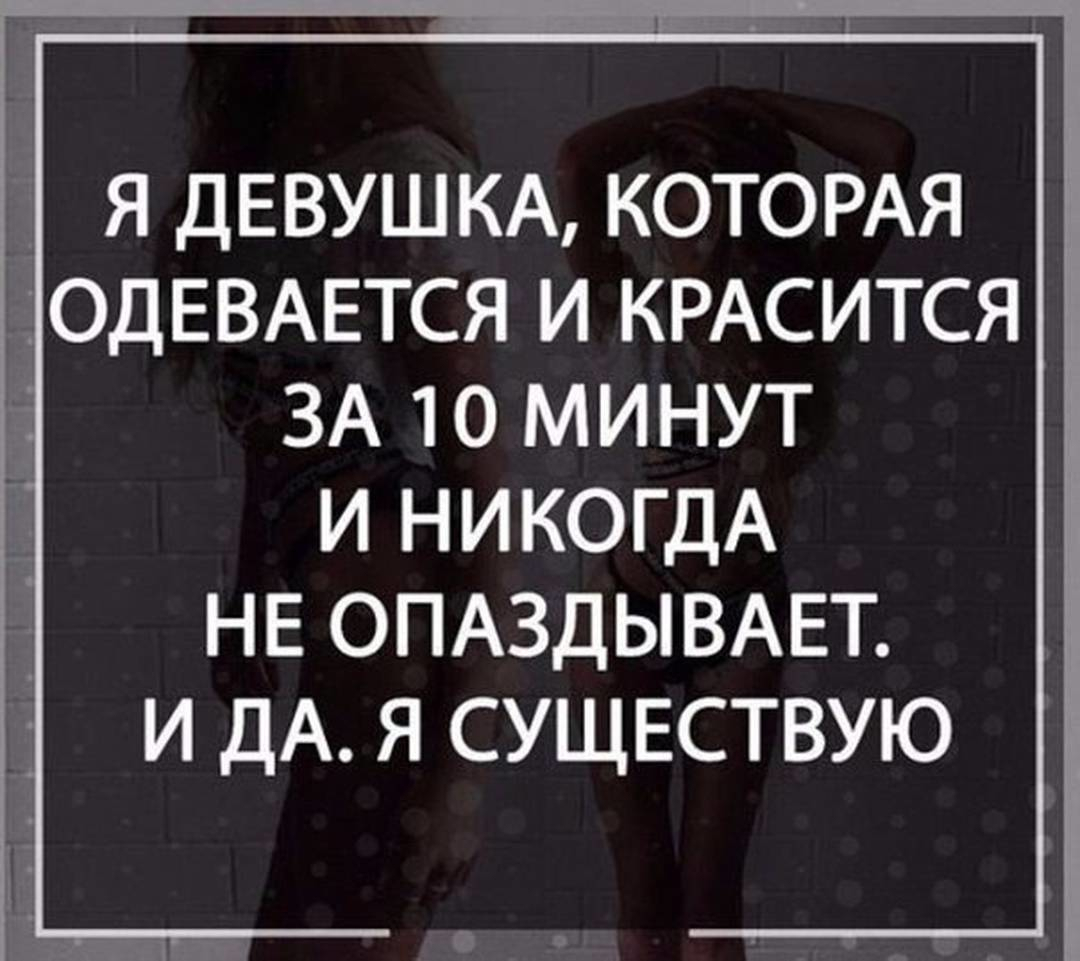 Я ДЕВУШКА, КОТОРАЯ
ОДЕВАЕТСЯ И КРАСИТСЯ
ЗА 10 МИНУТ
И НИКОГДА
НЕ ОПАЗДЫВАЕТ.
И ДА. Я СУЩЕСТВУЮ